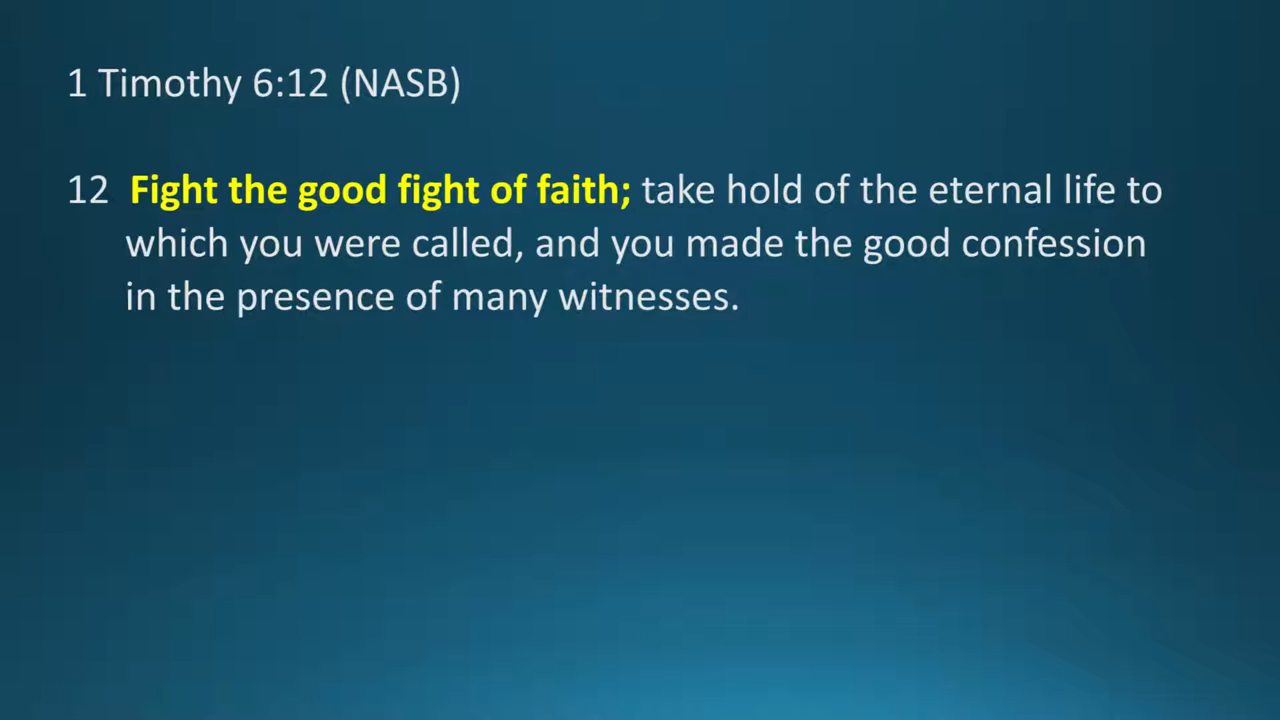 1 Timothy 6:12 (NASB)
12 Fight the good fight of faith; take hold of the eternal life to
which you were called, and you made the good confession
in the presence of many witnesses.